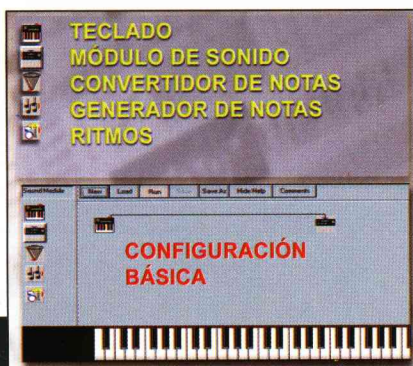 TECLADO
MÓDULO DE SONIDO
CONVERTIDOR DE NOTAS
GENERADOR DE NOTAS
RITMOS
Sound Module
New Load Run Save As Hide Help Comments
CONFIGURACIÓN
BÁSICA